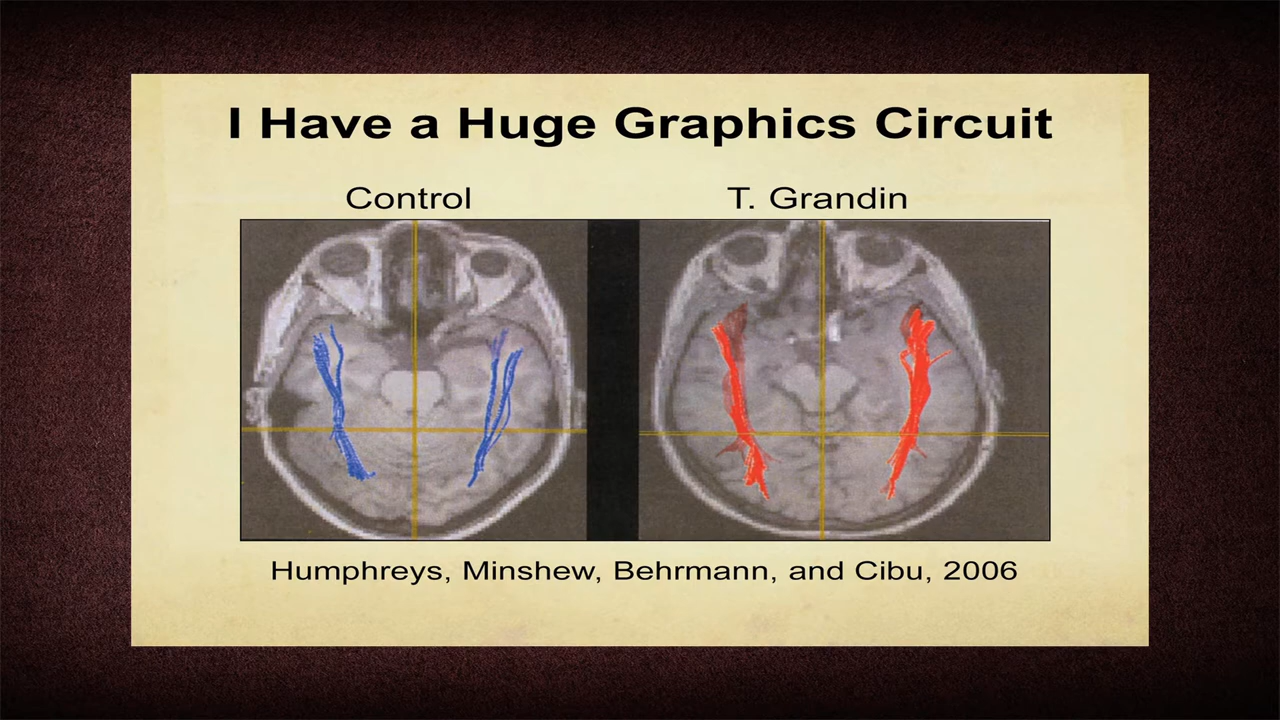 I Have a Huge Graphics Circuit
Control
T. Grandin
Humphreys, Minshew, Behrmann, and Cibu, 2006